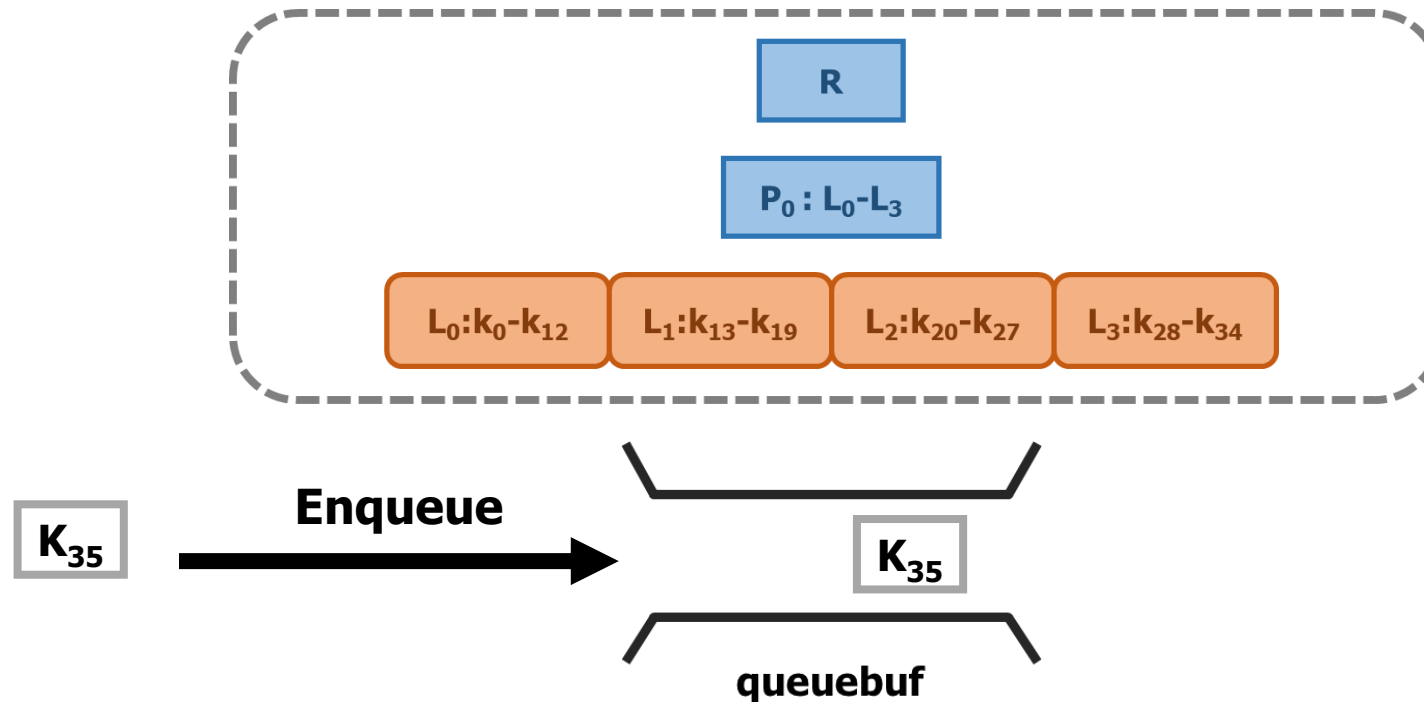 R
P₀ : L₀-L₃
L₀:k₀-k₁₂ L₁:k₁₃-k₁₉ L₂:k₂₀-k₂₇ L₃:k₂₈-k₃₄
Enqueue
K₃₅ K₃₅
queuebuf